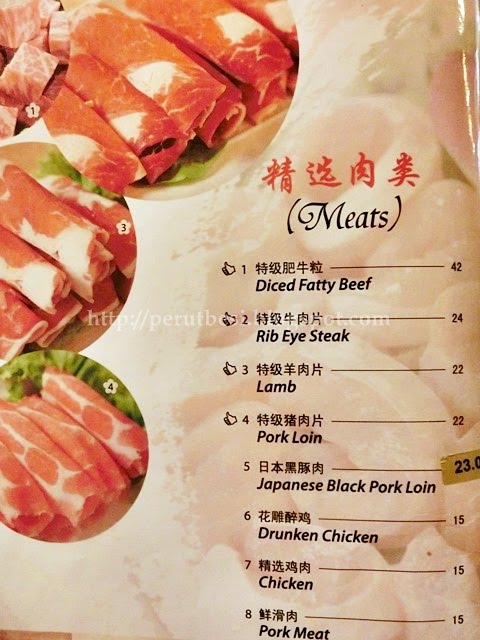 精选肉类
(Meats)
1 特级肥牛粒 42
Diced Fatty Beef
2 特级牛肉片 24
Rib Eye Steak
3 特级羊肉片 22
Lamb
4 特级猪肉片 22
Pork Loin
5 日本黑豚肉 23.0
Japanese Black Pork Loin
6 花雕醉鸡 15
Drunken Chicken
7 精选鸡肉 15
Chicken
8 鲜滑肉 15
Pork Meat
1
3
4